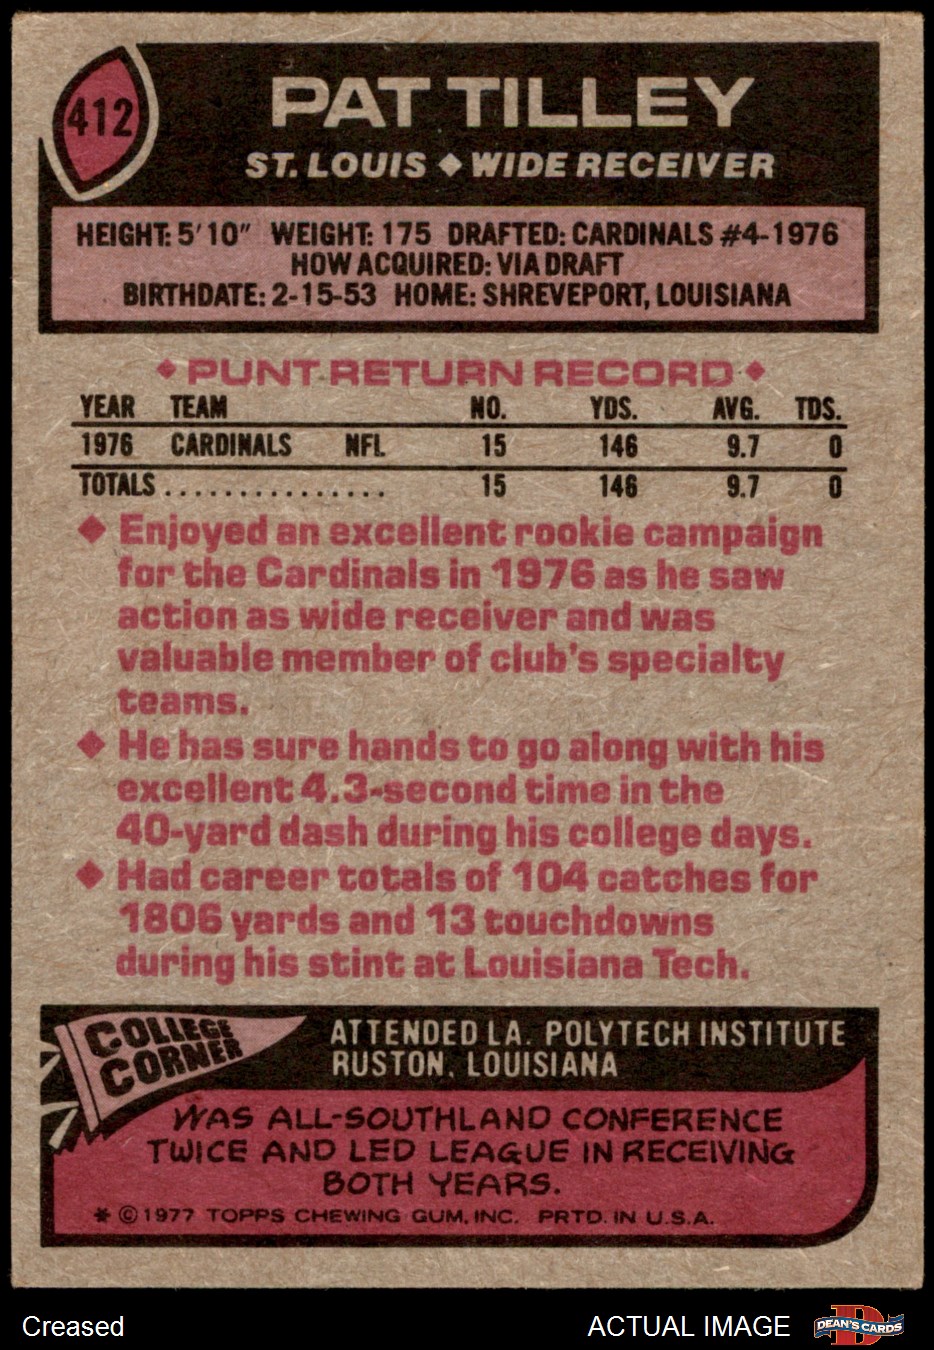 412
PAT TILLEY
ST. LOUIS ◆ WIDE RECEIVER
HEIGHT: 5'10" WEIGHT: 175 DRAFTED: CARDINALS #4-1976
HOW ACQUIRED: VIA DRAFT
BIRTHDATE: 2-15-53 HOME: SHREVEPORT, LOUISIANA
◆ PUNT RETURN RECORD ◆
YEAR TEAM NO. YDS. AVG. TDS.
1976 CARDINALS NFL 15 146 9.7 0
TOTALS ............... 15 146 9.7 0
◆ Enjoyed an excellent rookie campaign
for the Cardinals in 1976 as he saw
action as wide receiver and was
valuable member of club's specialty
teams.
◆ He has sure hands to go along with his
excellent 4.3-second time in the
40-yard dash during his college days.
◆ Had career totals of 104 catches for
1806 yards and 13 touchdowns
during his stint at Louisiana Tech.
COLLEGE
CORNER
ATTENDED LA. POLYTECH INSTITUTE
RUSTON, LOUISIANA
WAS ALL-SOUTHLAND CONFERENCE
TWICE AND LED LEAGUE IN RECEIVING
BOTH YEARS.
* © 1977 TOPPS CHEWING GUM, INC. PRTD. IN U.S.A.
Creased
ACTUAL IMAGE
D
DEAN'S CARDS